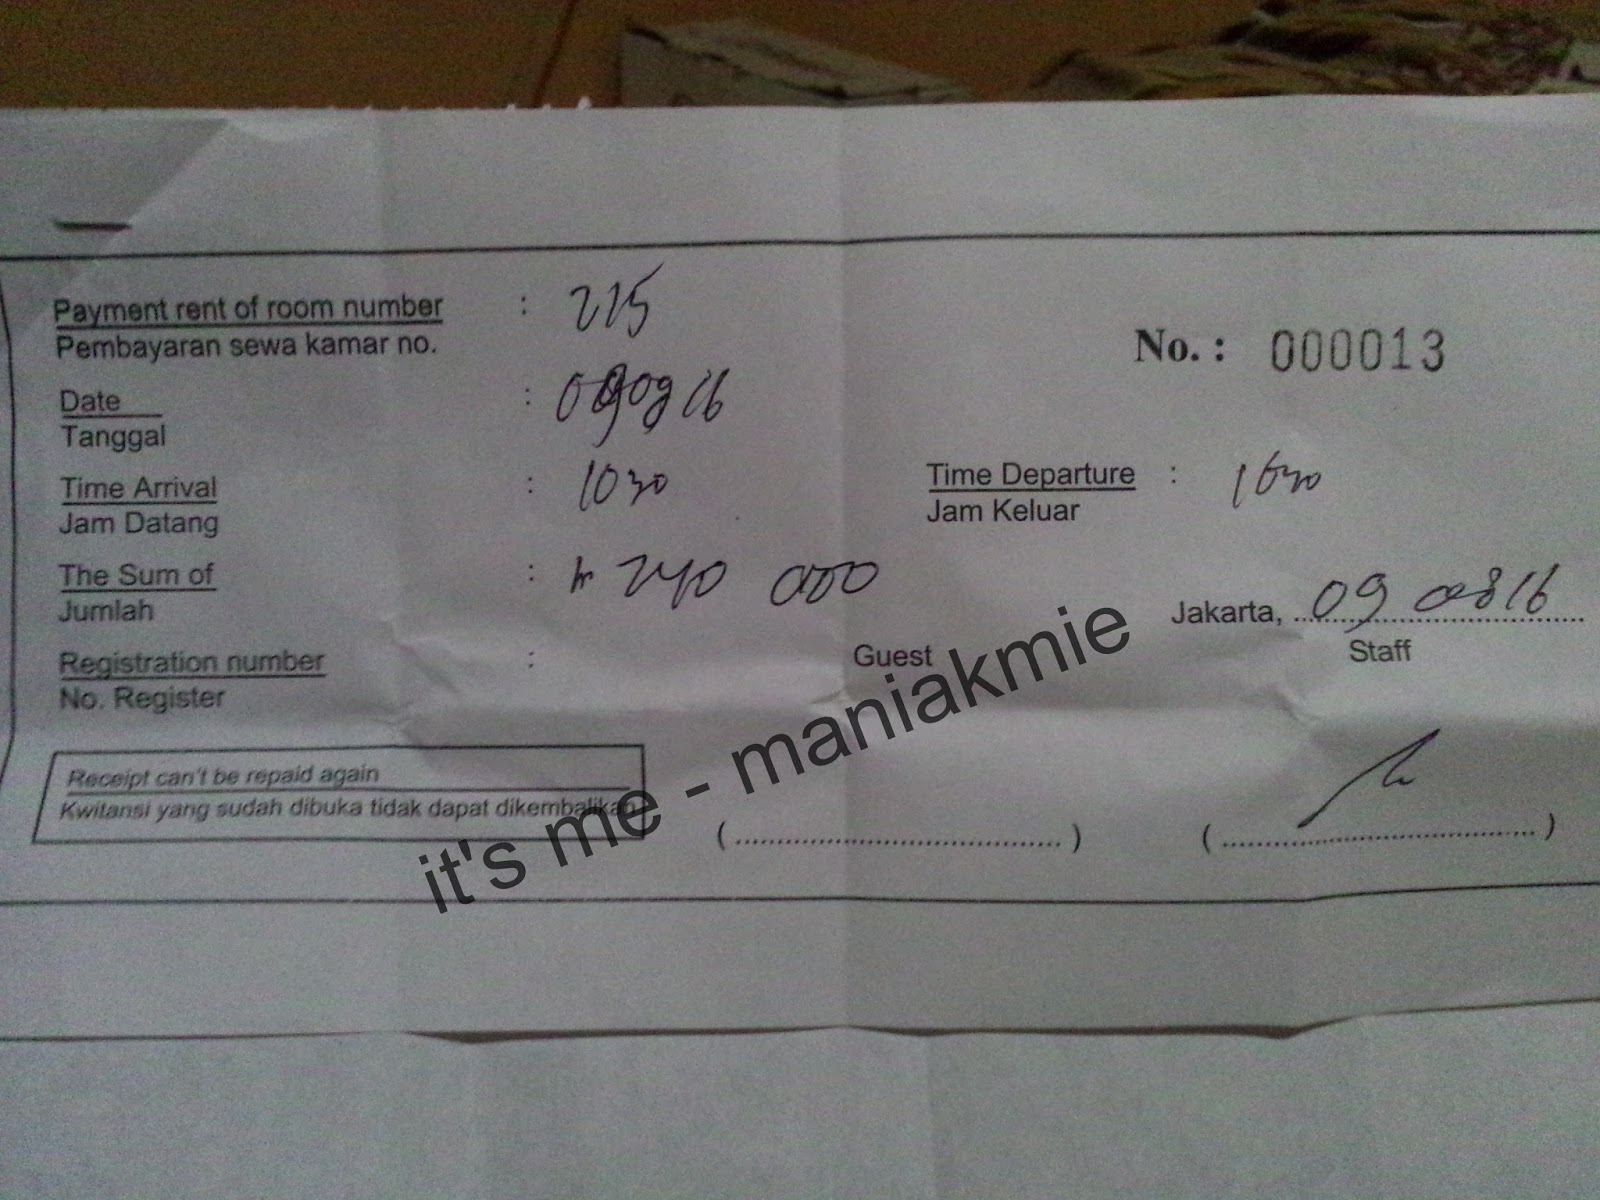 Payment rent of room number : 215
Pembayaran sewa kamar no.
No. : 000013
Date : 090816
Tanggal
Time Arrival : 1030
Jam Datang
Time Departure : 1630
Jam Keluar
The Sum of : 240 000
Jumlah
Jakarta, 09 0816
Registration number :
No. Register
Guest
Staff
Receipt can't be repaid again
Kwitansi yang sudah dibuka tidak dapat dikembalikan
(........................................) (........................................)
it's me - maniakmie